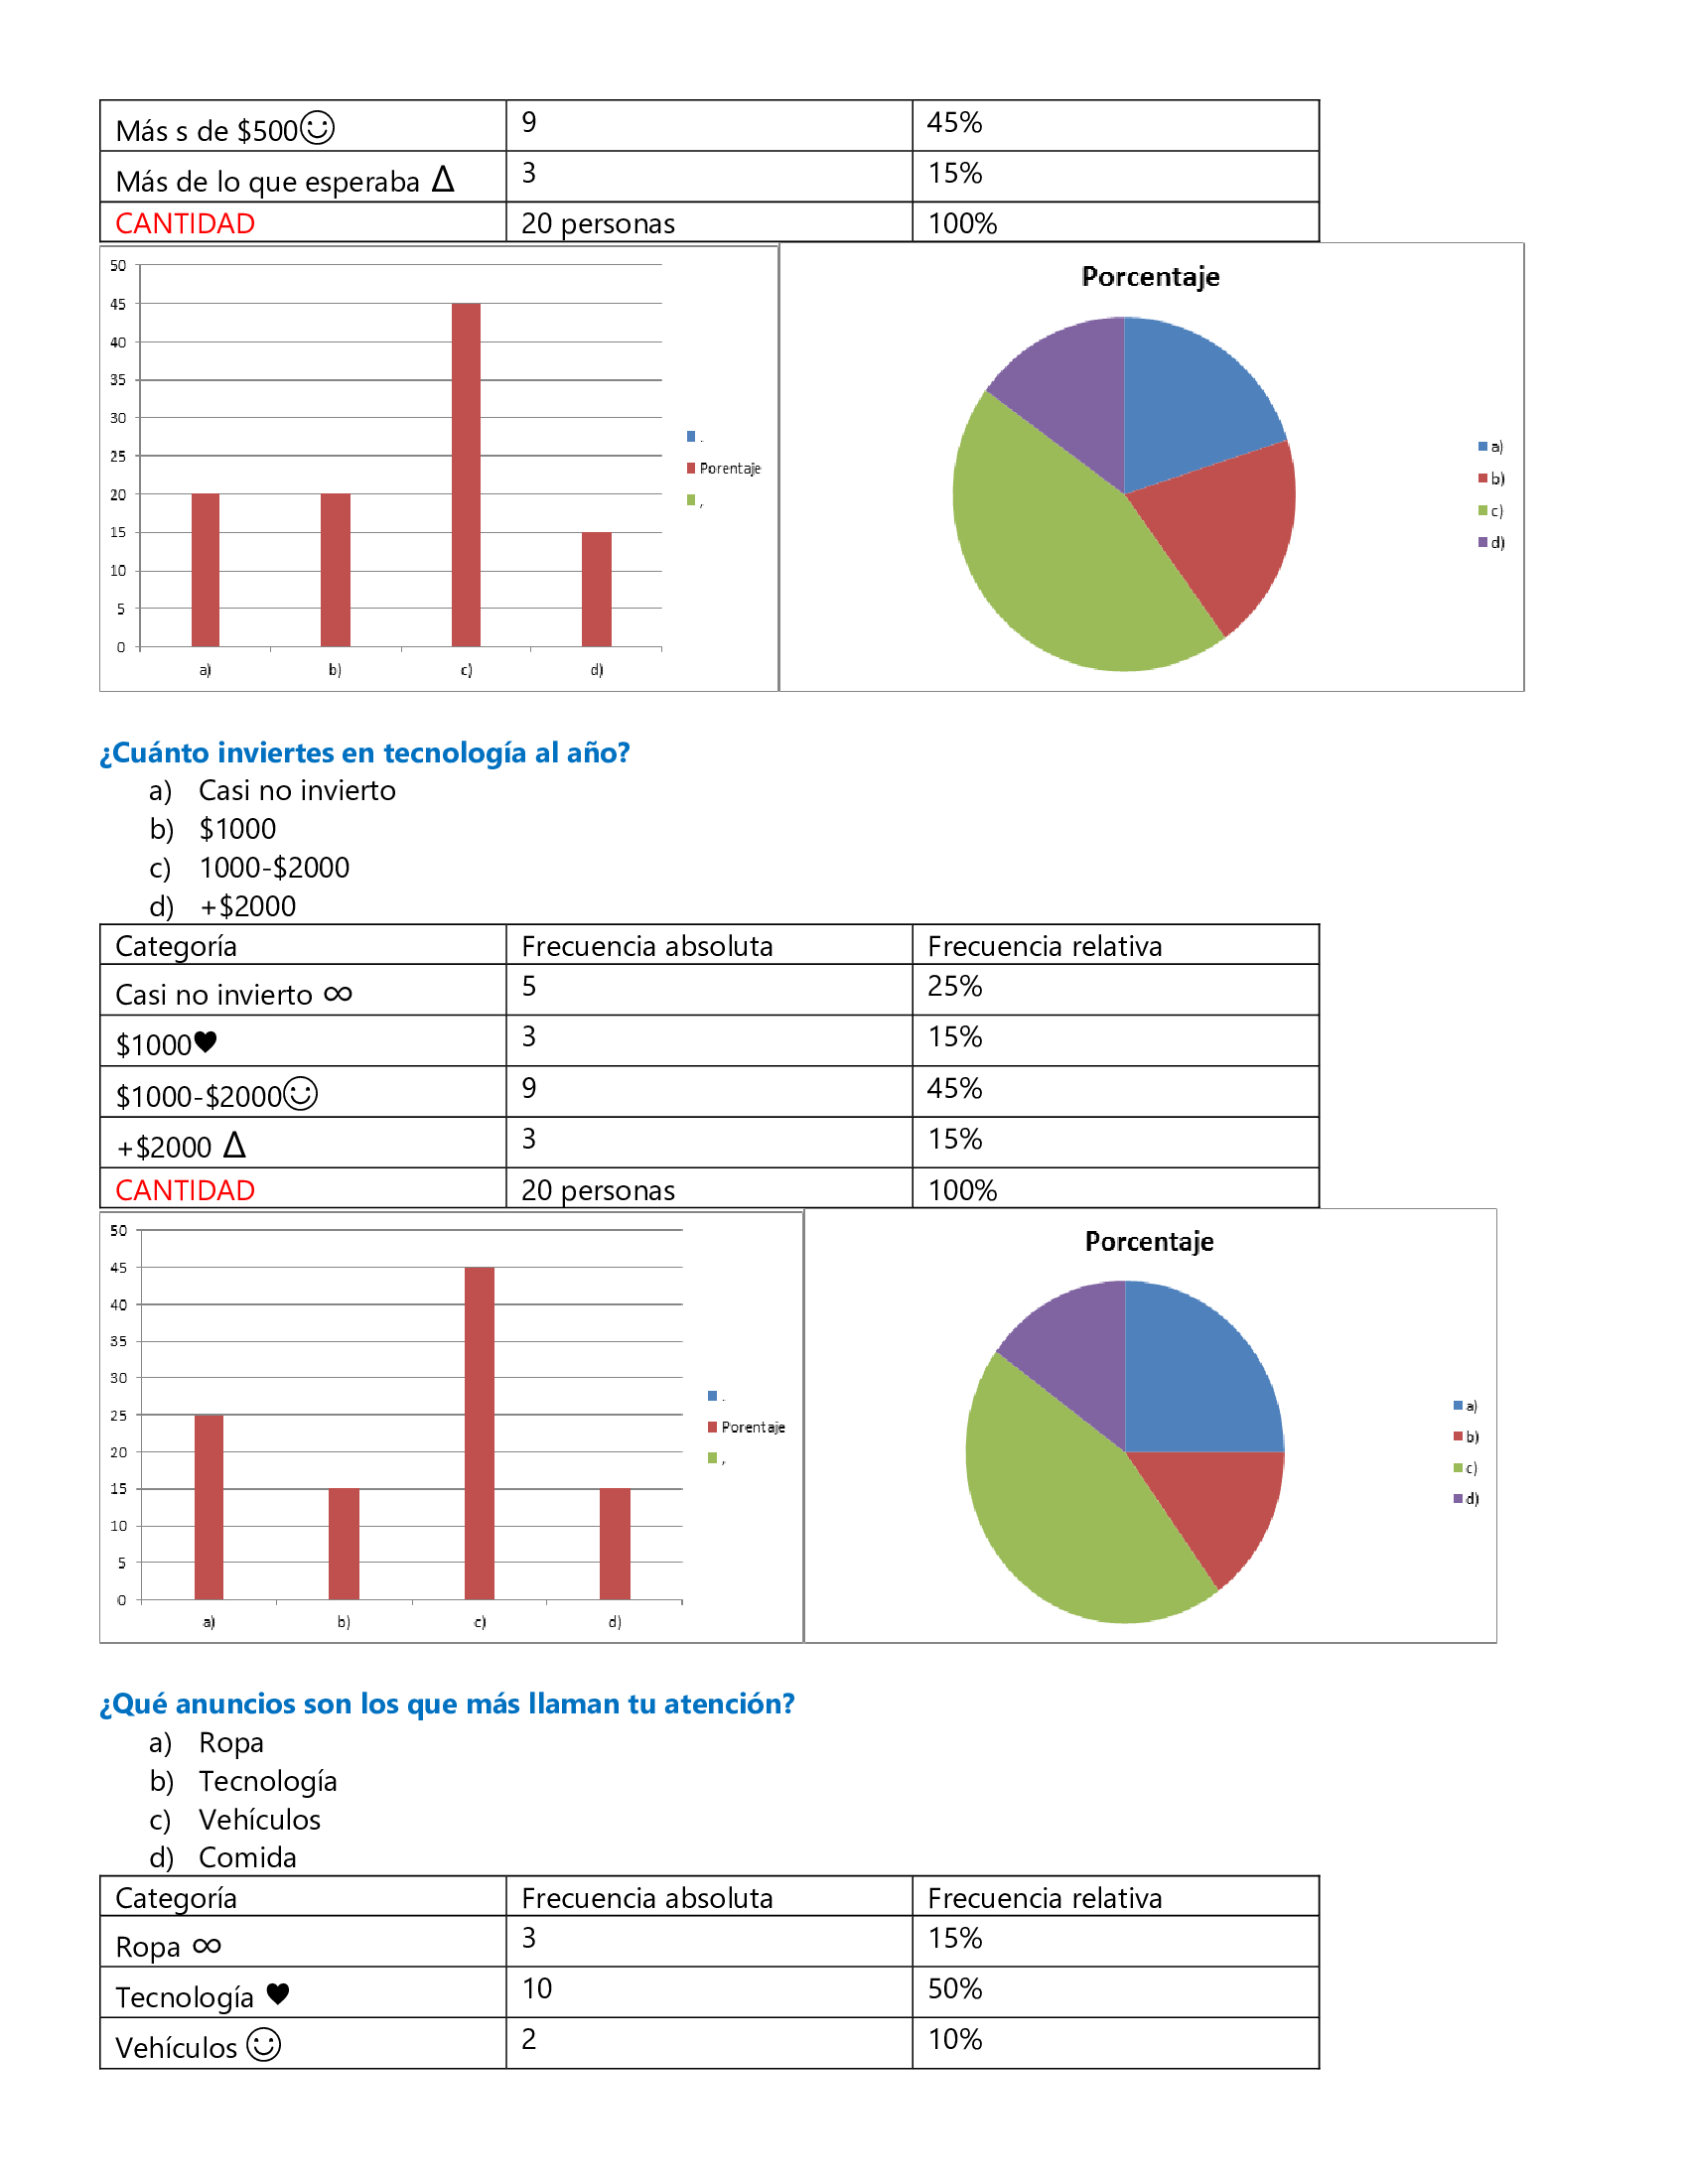 Más s de $500☺ 9 45%
Más de lo que esperaba Δ 3 15%
CANTIDAD 20 personas 100%
50
45
40
35
30
25
20
15
10
5
0
a) b) c) d)
.
Porentaje
,
Porcentaje
a)
b)
c)
d)
¿Cuánto inviertes en tecnología al año?
a) Casi no invierto
b) $1000
c) 1000-$2000
d) +$2000
Categoría Frecuencia absoluta Frecuencia relativa
Casi no invierto ∞ 5 25%
$1000♥ 3 15%
$1000-$2000☺ 9 45%
+$2000 Δ 3 15%
CANTIDAD 20 personas 100%
50
45
40
35
30
25
20
15
10
5
0
a) b) c) d)
.
Porentaje
,
Porcentaje
a)
b)
c)
d)
¿Qué anuncios son los que más llaman tu atención?
a) Ropa
b) Tecnología
c) Vehículos
d) Comida
Categoría Frecuencia absoluta Frecuencia relativa
Ropa ∞ 3 15%
Tecnología ♥ 10 50%
Vehículos ☺ 2 10%